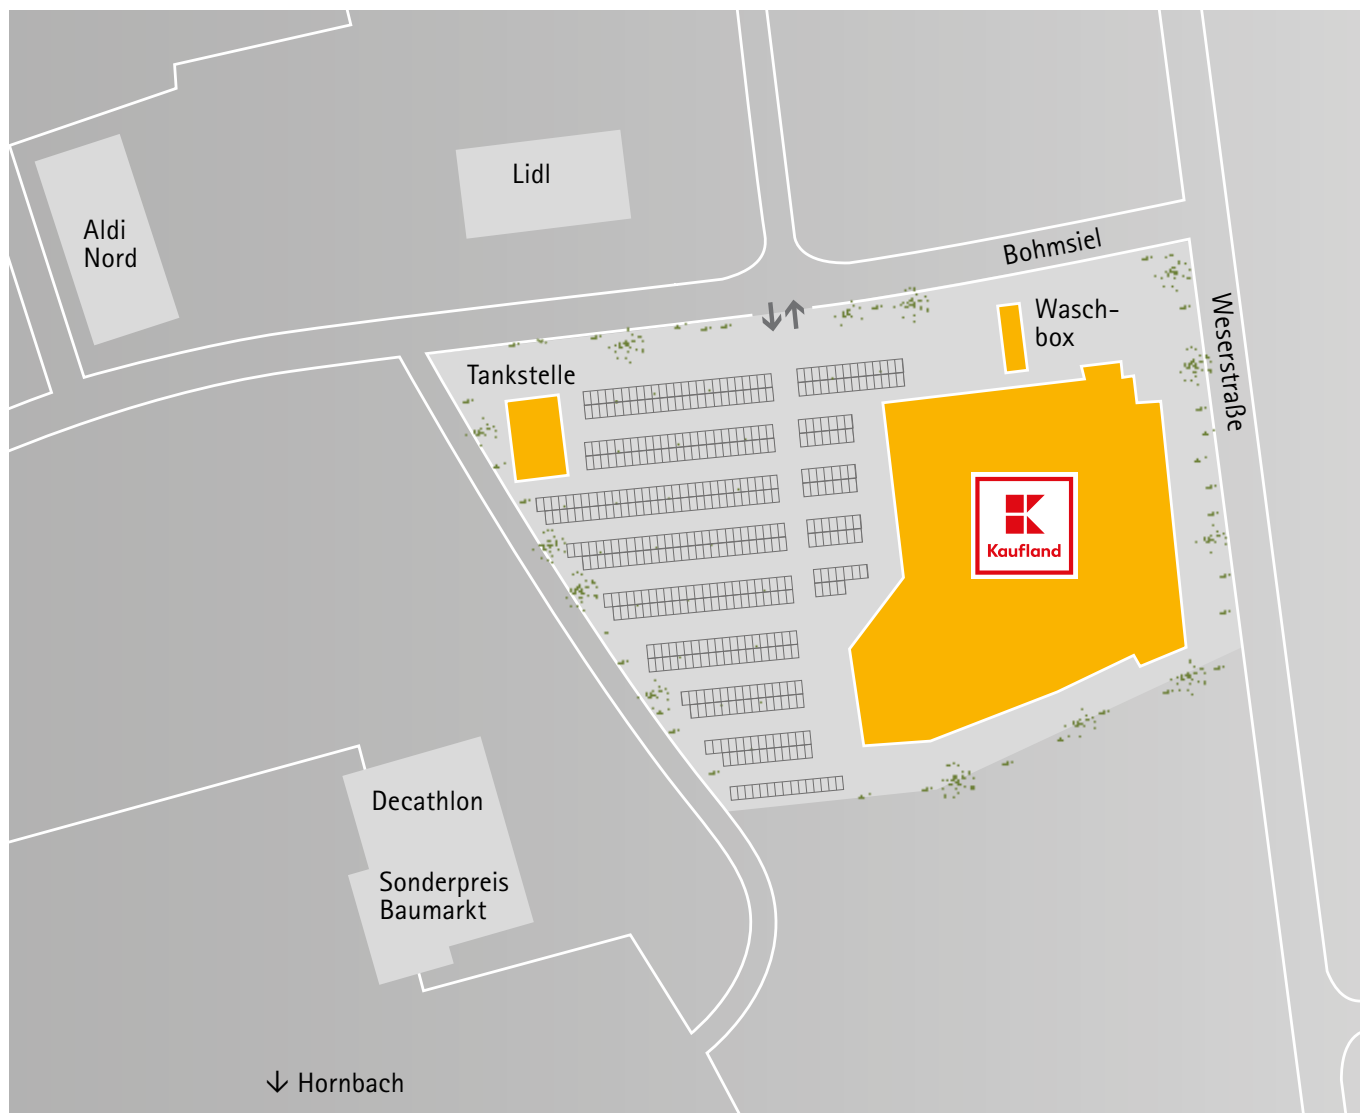 Lidl
Aldi
Nord
Bohmsiel
Wasch-
box
Weserstraße
Tankstelle
Kaufland
Decathlon
Sonderpreis
Baumarkt
↓ Hornbach